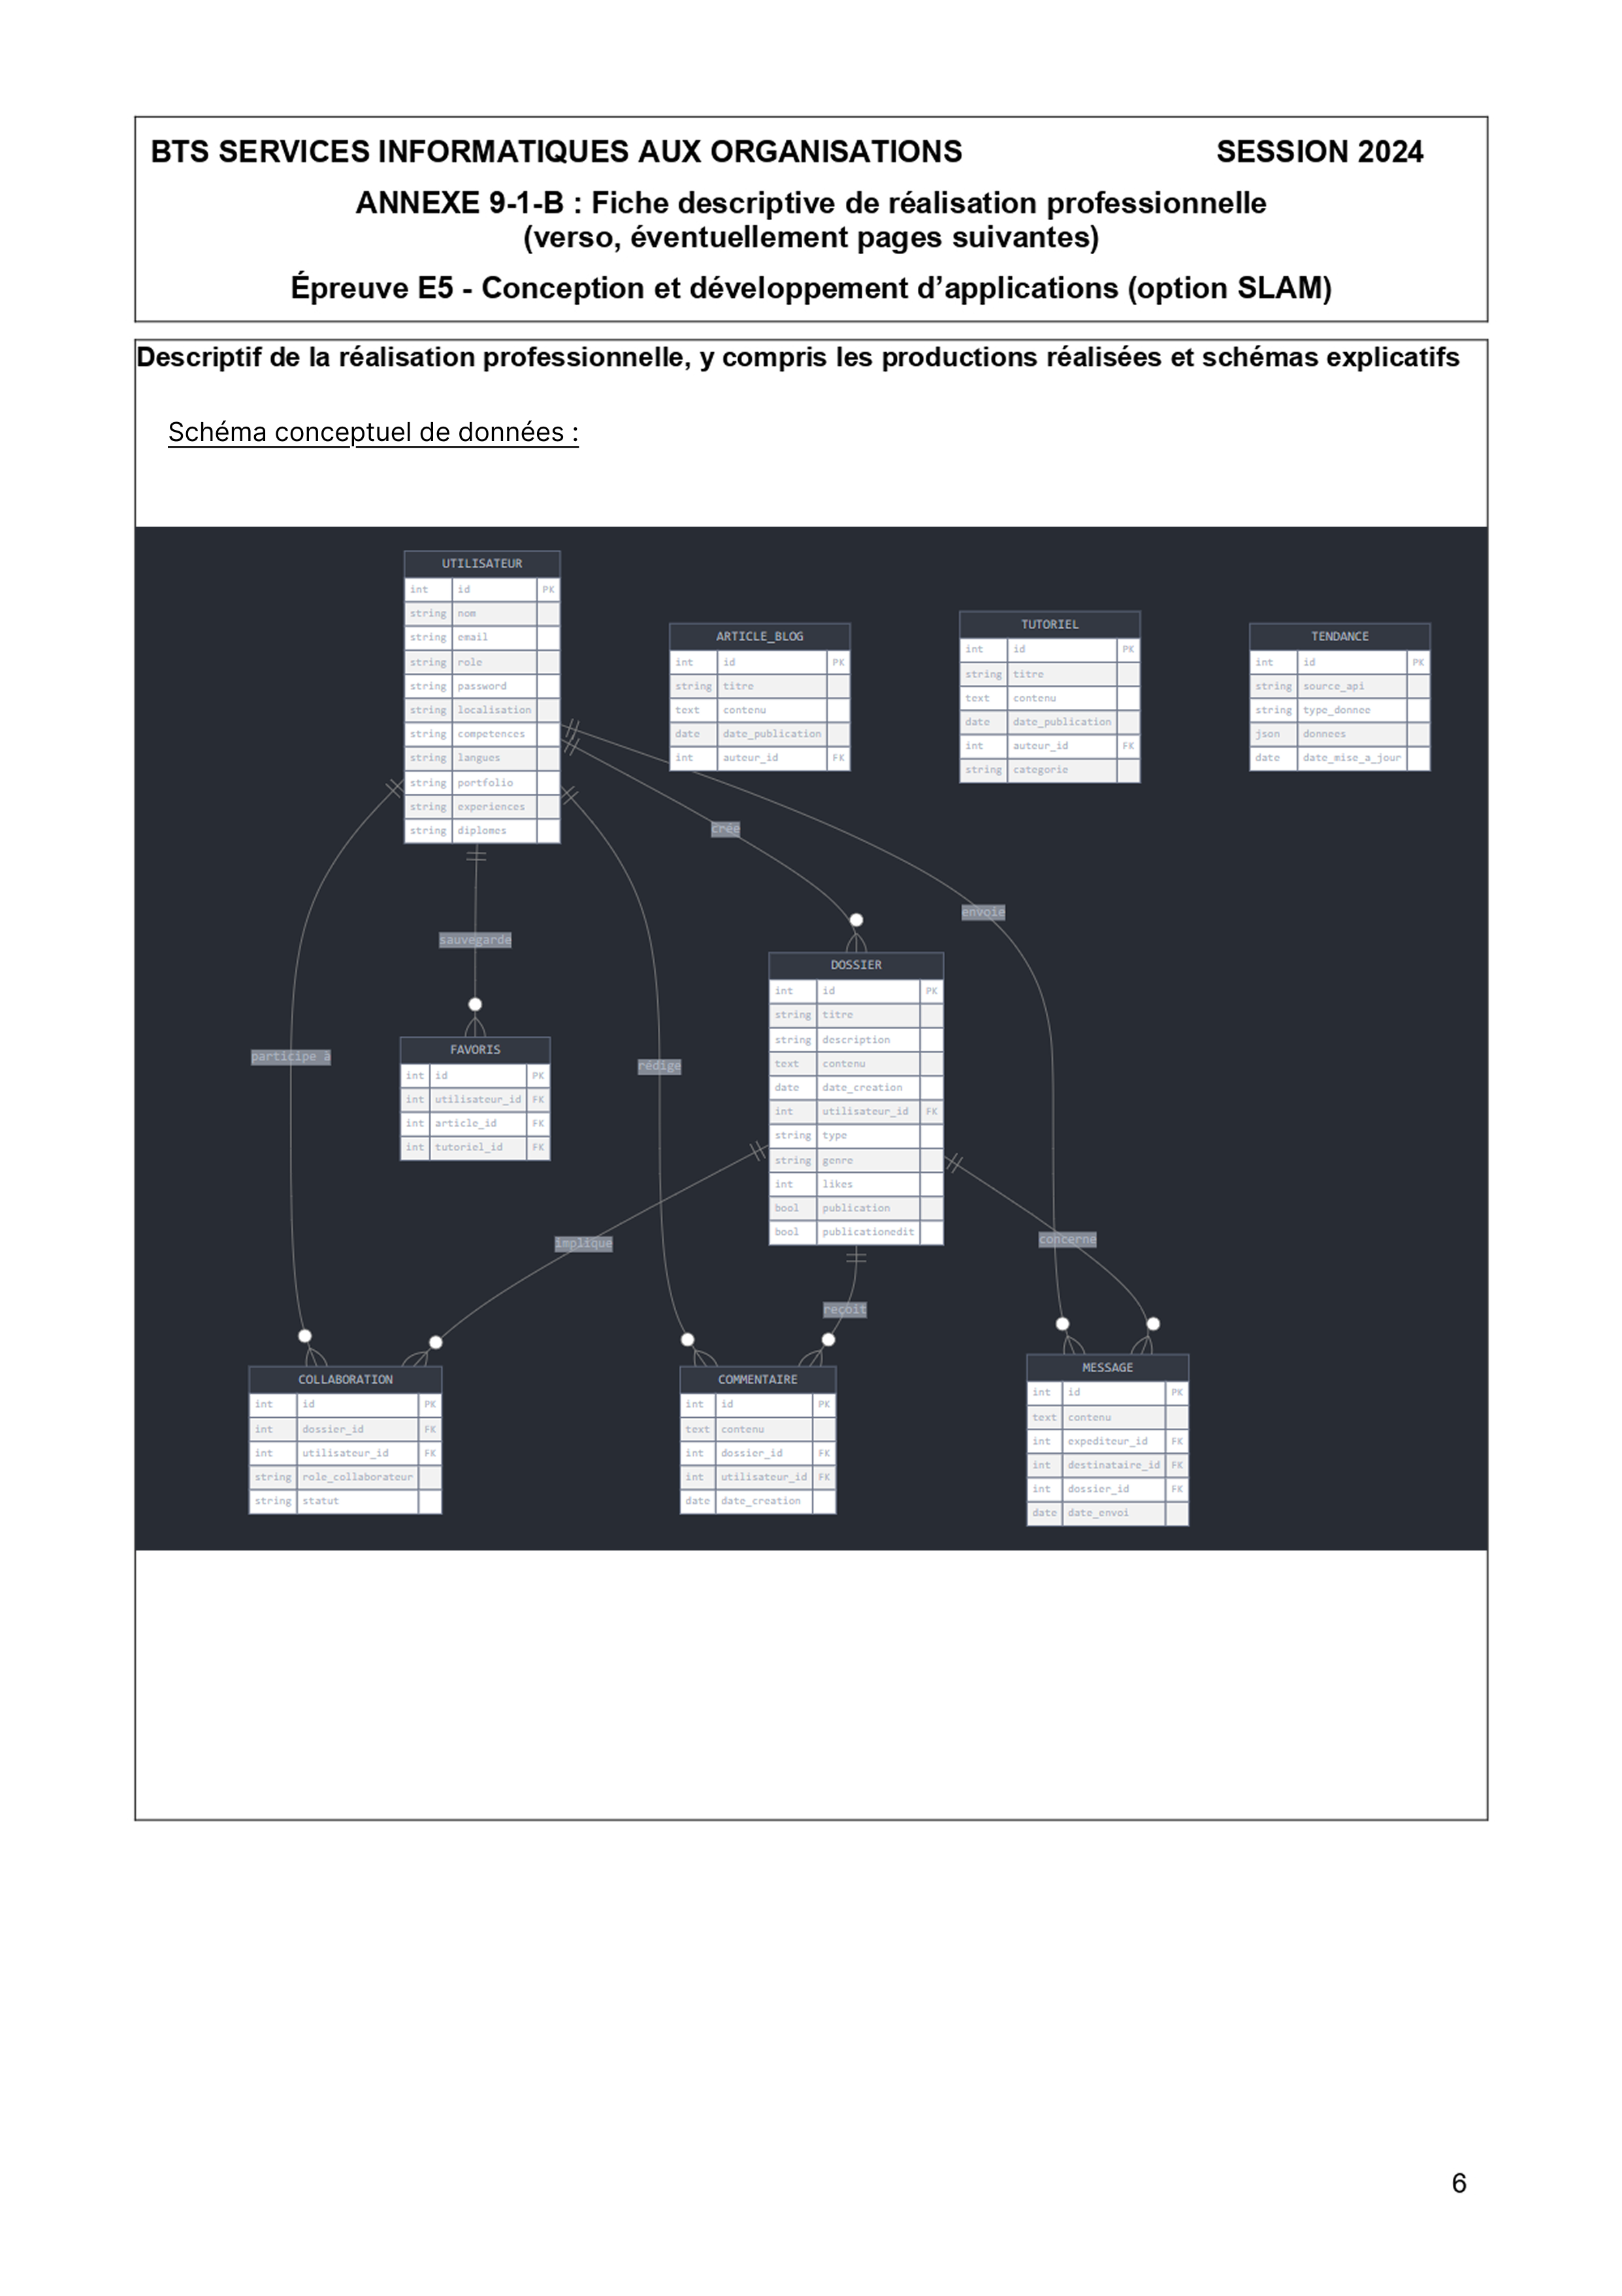 BTS SERVICES INFORMATIQUES AUX ORGANISATIONS SESSION 2024
ANNEXE 9-1-B : Fiche descriptive de réalisation professionnelle
(verso, éventuellement pages suivantes)
Épreuve E5 - Conception et développement d’applications (option SLAM)
Descriptif de la réalisation professionnelle, y compris les productions réalisées et schémas explicatifs
Schéma conceptuel de données :
UTILISATEUR
int id PK
string nom
string email
string role
string password
string localisation
string competences
string langues
string portfolio
string experiences
string diplomes
ARTICLE_BLOG
int id PK
string titre
text contenu
date date_publication
int auteur_id FK
TUTORIEL
int id PK
string titre
text contenu
date date_publication
int auteur_id FK
string categorie
TENDANCE
int id PK
string source_api
string type_donnee
json donnees
date date_mise_a_jour
crée
envoie
sauvegarde
participe à
rédige
FAVORIS
int id PK
int utilisateur_id FK
int article_id FK
int tutoriel_id FK
DOSSIER
int id PK
string titre
string description
text contenu
date date_creation
int utilisateur_id FK
string type
string genre
int likes
bool publication
bool publicationedit
implique
concerne
reçoit
COLLABORATION
int id PK
int dossier_id FK
int utilisateur_id FK
string role_collaborateur
string statut
COMMENTAIRE
int id PK
text contenu
int dossier_id FK
int utilisateur_id FK
date date_creation
MESSAGE
int id PK
text contenu
int expediteur_id FK
int destinataire_id FK
int dossier_id FK
date date_envoi
6